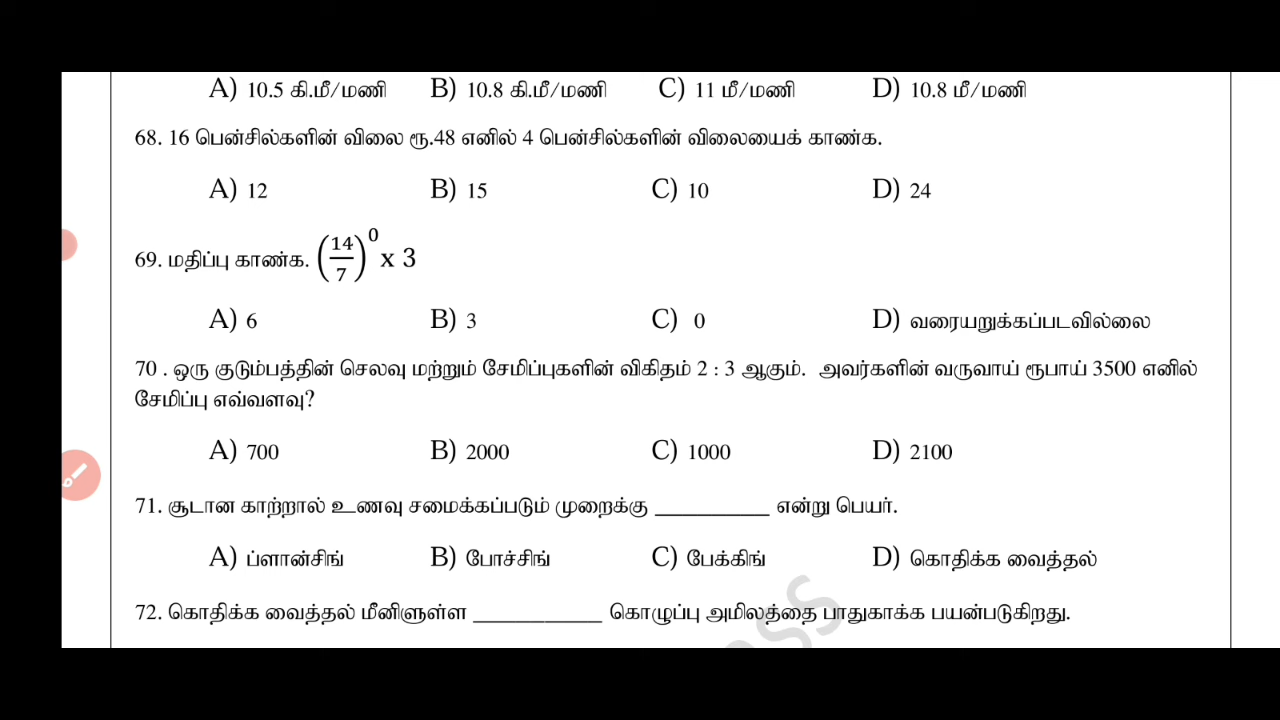 A) 10.5 கி.மீ/மணி B) 10.8 கி.மீ/மணி C) 11 மீ/மணி D) 10.8 மீ/மணி
68. 16 பென்சில்களின் விலை ரூ.48 எனில் 4 பென்சில்களின் விலையைக் காண்க.
A) 12 B) 15 C) 10 D) 24
69. மதிப்பு காண்க. (14/7)⁰ x 3
A) 6 B) 3 C) 0 D) வரையறுக்கப்படவில்லை
70 . ஒரு குடும்பத்தின் செலவு மற்றும் சேமிப்புகளின் விகிதம் 2 : 3 ஆகும். அவர்களின் வருவாய் ரூபாய் 3500 எனில்
சேமிப்பு எவ்வளவு?
A) 700 B) 2000 C) 1000 D) 2100
71. சூடான காற்றால் உணவு சமைக்கப்படும் முறைக்கு __________ என்று பெயர்.
A) ப்ளான்சிங் B) போச்சிங் C) பேக்கிங் D) கொதிக்க வைத்தல்
72. கொதிக்க வைத்தல் மீனிளுள்ள ___________ கொழுப்பு அமிலத்தை பாதுகாக்க பயன்படுகிறது.